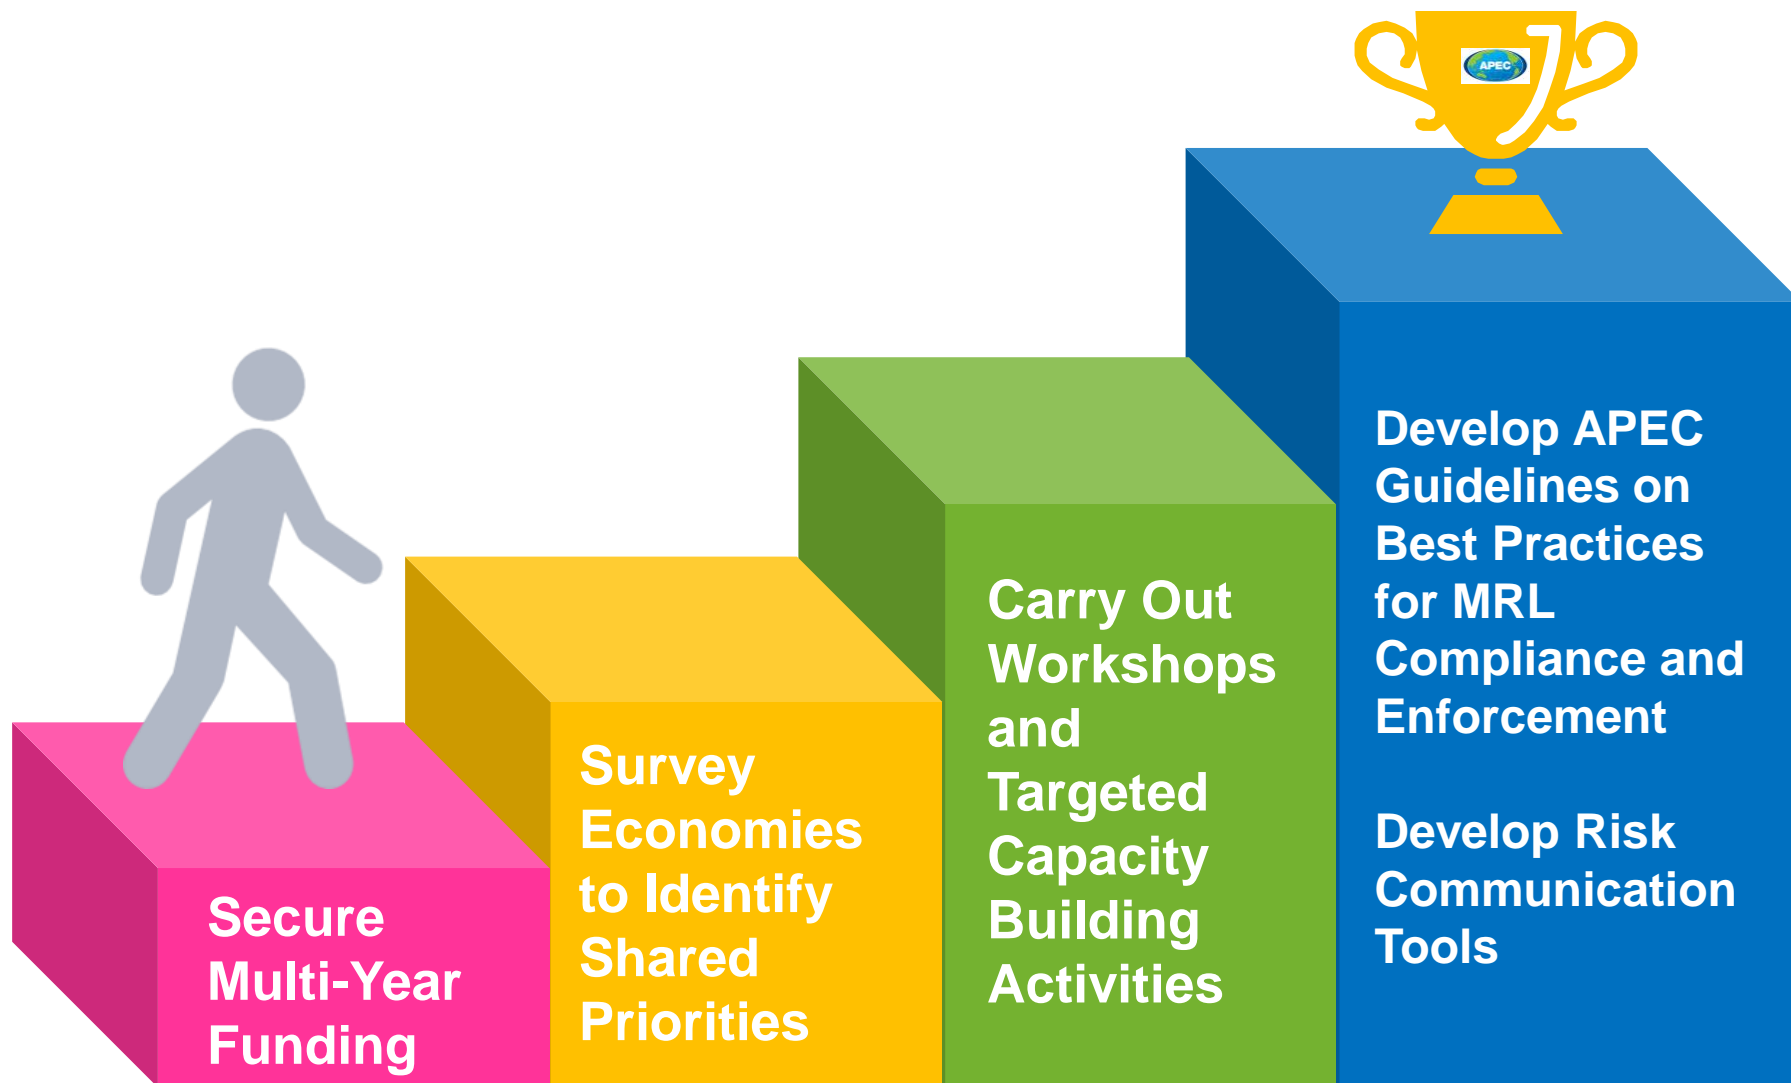 APEC
Secure
Multi-Year
Funding
Survey
Economies
to Identify
Shared
Priorities
Carry Out
Workshops
and
Targeted
Capacity
Building
Activities
Develop APEC
Guidelines on
Best Practices
for MRL
Compliance and
Enforcement
Develop Risk
Communication
Tools